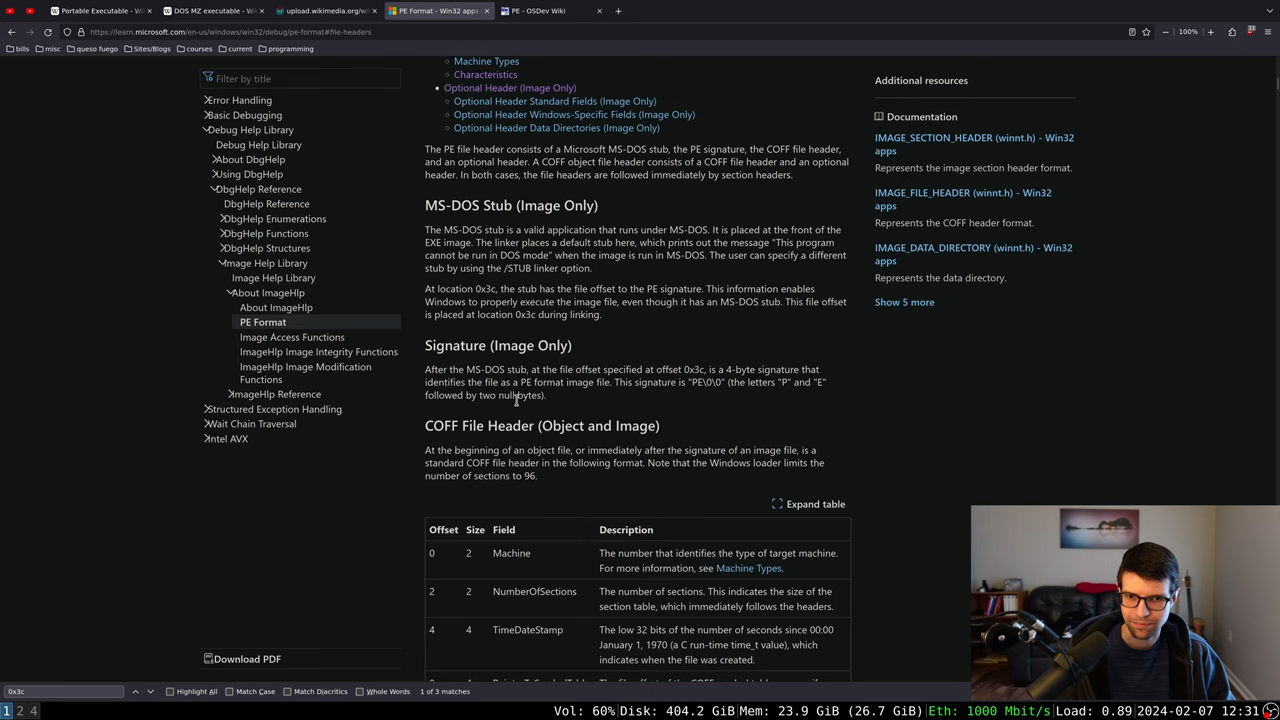 Portable Executable - Wi
DOS MZ executable - Wi
upload.wikimedia.org/wi
PE Format - Win32 apps
PE - OSDev Wiki
https://learn.microsoft.com/en-us/windows/win32/debug/pe-format#file-headers
100%
bills
misc
queso fuego
Sites/Blogs
courses
current
programming
Filter by title
Error Handling
Basic Debugging
Debug Help Library
Debug Help Library
About DbgHelp
Using DbgHelp
DbgHelp Reference
DbgHelp Reference
DbgHelp Enumerations
DbgHelp Functions
DbgHelp Structures
Image Help Library
Image Help Library
About ImageHlp
About ImageHlp
PE Format
Image Access Functions
ImageHlp Image Integrity Functions
ImageHlp Image Modification
Functions
ImageHlp Reference
Structured Exception Handling
Wait Chain Traversal
Intel AVX
Download PDF
Machine Types
Characteristics
Optional Header (Image Only)
Optional Header Standard Fields (Image Only)
Optional Header Windows-Specific Fields (Image Only)
Optional Header Data Directories (Image Only)
The PE file header consists of a Microsoft MS-DOS stub, the PE signature, the COFF file header,
and an optional header. A COFF object file header consists of a COFF file header and an optional
header. In both cases, the file headers are followed immediately by section headers.
MS-DOS Stub (Image Only)
The MS-DOS stub is a valid application that runs under MS-DOS. It is placed at the front of the
EXE image. The linker places a default stub here, which prints out the message "This program
cannot be run in DOS mode" when the image is run in MS-DOS. The user can specify a different
stub by using the /STUB linker option.
At location 0x3c, the stub has the file offset to the PE signature. This information enables
Windows to properly execute the image file, even though it has an MS-DOS stub. This file offset
is placed at location 0x3c during linking.
Signature (Image Only)
After the MS-DOS stub, at the file offset specified at offset 0x3c, is a 4-byte signature that
identifies the file as a PE format image file. This signature is "PE\0\0" (the letters "P" and "E"
followed by two null bytes).
COFF File Header (Object and Image)
At the beginning of an object file, or immediately after the signature of an image file, is a
standard COFF file header in the following format. Note that the Windows loader limits the
number of sections to 96.
Expand table
Offset Size Field Description
0 2 Machine The number that identifies the type of target machine.
For more information, see Machine Types.
2 2 NumberOfSections The number of sections. This indicates the size of the
section table, which immediately follows the headers.
4 4 TimeDateStamp The low 32 bits of the number of seconds since 00:00
January 1, 1970 (a C run-time time_t value), which
indicates when the file was created.
Additional resources
Documentation
IMAGE_SECTION_HEADER (winnt.h) - Win32
apps
Represents the image section header format.
IMAGE_FILE_HEADER (winnt.h) - Win32
apps
Represents the COFF header format.
IMAGE_DATA_DIRECTORY (winnt.h) - Win32
apps
Represents the data directory.
Show 5 more
0x3c
Highlight All
Match Case
Match Diacritics
Whole Words
1 of 3 matches
1 2 4
Vol: 60% Disk: 404.2 GiB Mem: 23.9 GiB (26.7 GiB) Eth: 1000 Mbit/s Load: 0.89 2024-02-07 12:31